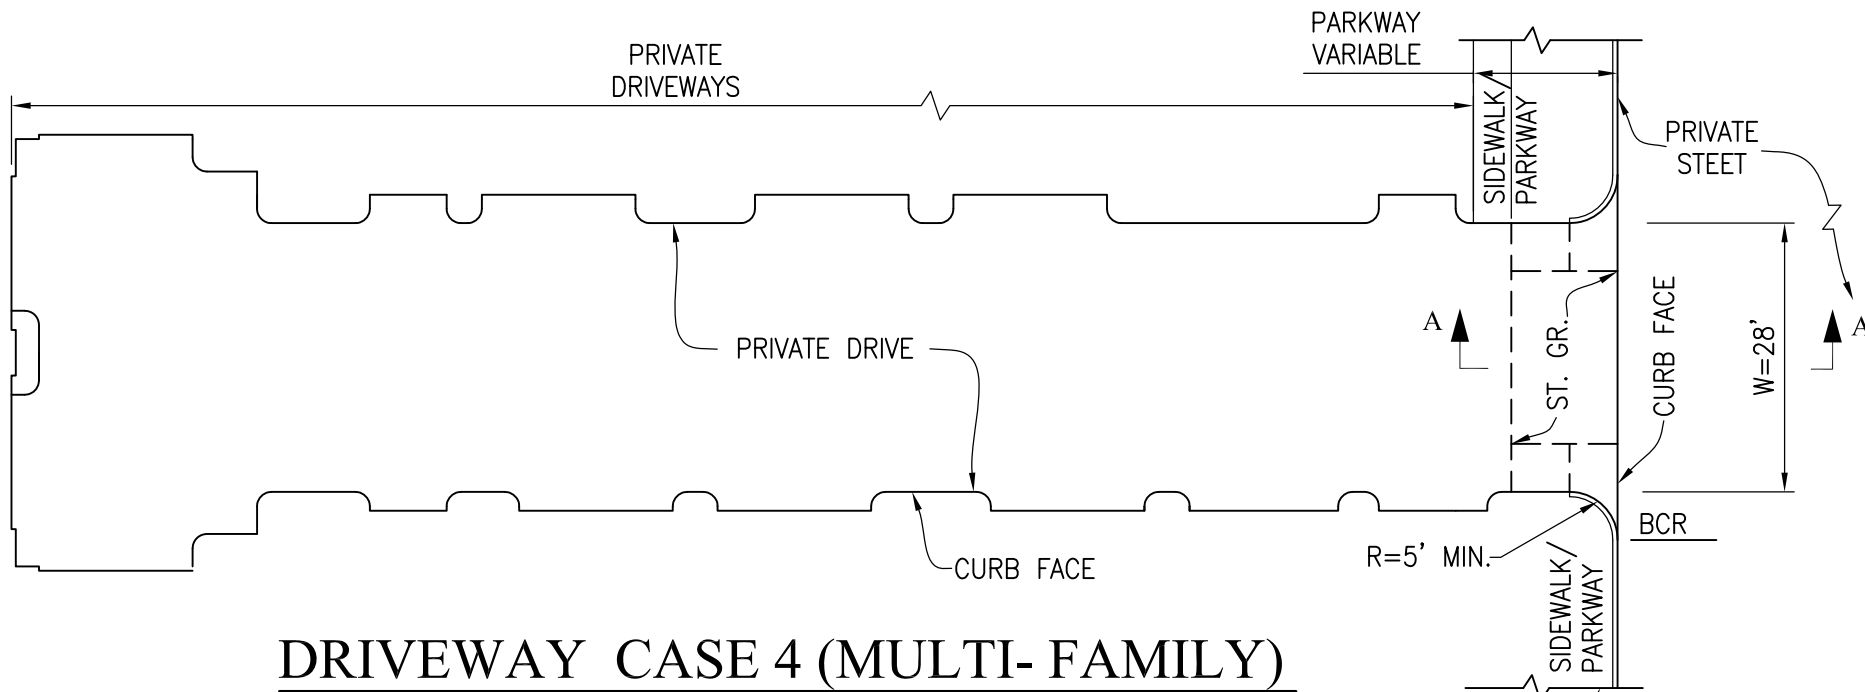 PARKWAY
VARIABLE
PRIVATE
DRIVEWAYS
SIDEWALK/
PARKWAY
PRIVATE
STEET
PRIVATE DRIVE
A
ST. GR.
CURB FACE
W=28'
A
CURB FACE
R=5' MIN.
BCR
SIDEWALK/
PARKWAY
DRIVEWAY CASE 4 (MULTI- FAMILY)